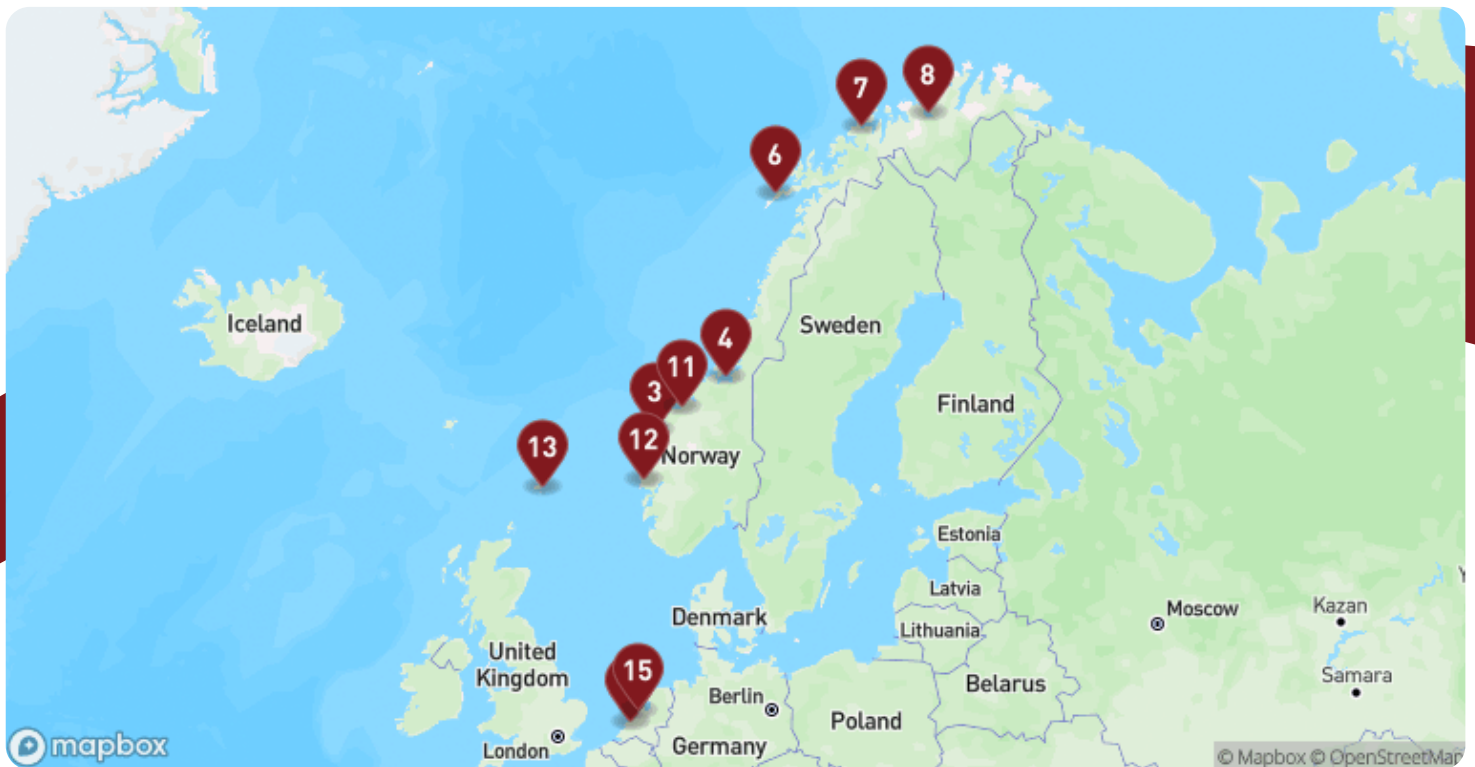 8
7
6
Iceland
Sweden
4
11
3
Finland
12
Norway
13
Estonia
Latvia
Moscow
Kazan
Denmark
Lithuania
United
Kingdom
15
Samara
Belarus
Berlin
Poland
London
Germany
mapbox
© Mapbox © OpenStreetMap